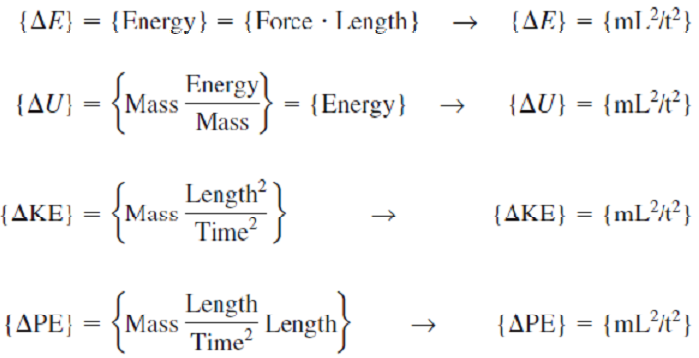 {ΔE} = {Energy} = {Force · Length} → {ΔE} = {mL²/t²}
{ΔU} = {Mass Energy/Mass} = {Energy} → {ΔU} = {mL²/t²}
{ΔKE} = {Mass Length²/Time²} → {ΔKE} = {mL²/t²}
{ΔPE} = {Mass Length/Time² Length} → {ΔPE} = {mL²/t²}